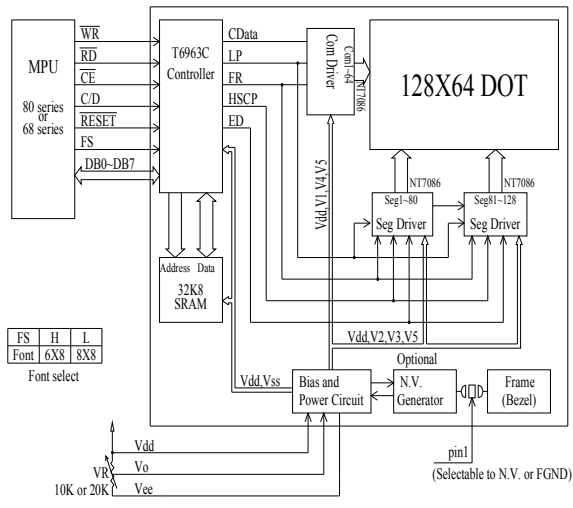 MPU
80 series
or
68 series
WR
RD
CE
C/D
RESET
FS
DB0~DB7
T6963C
Controller
CData
LP
FR
HSCP
ED
Com Driver
Com1~64
NT7086
128X64 DOT
Vdd,V1,V4,V5
NT7086
NT7086
Seg1~80
Seg Driver
Seg81~128
Seg Driver
Address Data
32K8
SRAM
Vdd,V2,V3,V5
FS H L
Font 6X8 8X8
Font select
Vdd,Vss
Optional
Bias and
Power Circuit
N.V.
Generator
Frame
(Bezel)
Vdd
VR
Vo
10K or 20K
Vee
pin1
(Selectable to N.V. or FGND)